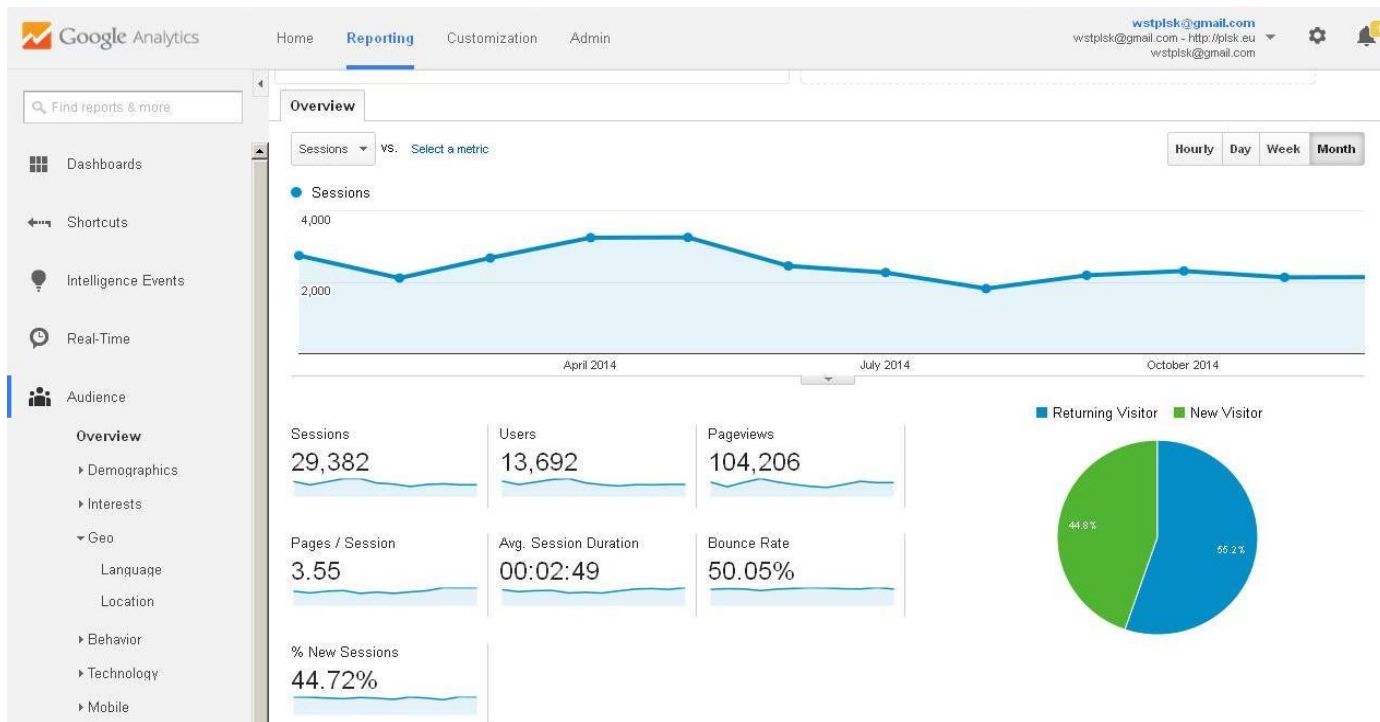 Google Analytics
Home Reporting Customization Admin
wstplsk@gmail.com
wstplsk@gmail.com - http://plsk.eu
wstplsk@gmail.com
Find reports & more
Dashboards
Shortcuts
Intelligence Events
Real-Time
Audience
Overview
Demographics
Interests
Geo
Language
Location
Behavior
Technology
Mobile
Overview
Sessions VS. Select a metric
Hourly Day Week Month
Sessions
4,000
2,000
April 2014 July 2014 October 2014
Returning Visitor New Visitor
44.8%
55.2%
Sessions
29,382
Users
13,692
Pageviews
104,206
Pages / Session
3.55
Avg. Session Duration
00:02:49
Bounce Rate
50.05%
% New Sessions
44.72%